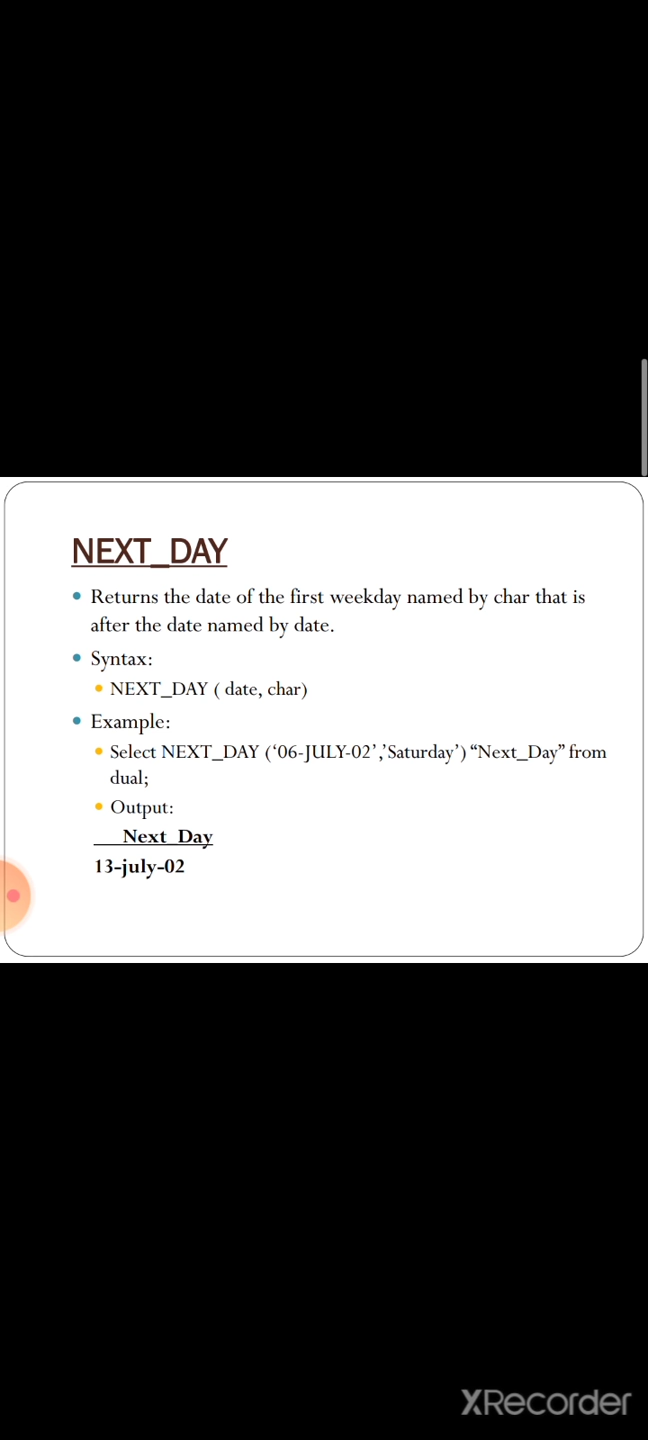 NEXT_DAY
• Returns the date of the first weekday named by char that is
after the date named by date.
• Syntax:
• NEXT_DAY ( date, char)
• Example:
• Select NEXT_DAY (‘06-JULY-02’,’Saturday’) “Next_Day” from
dual;
• Output:
Next_Day
13-july-02
XRecorder